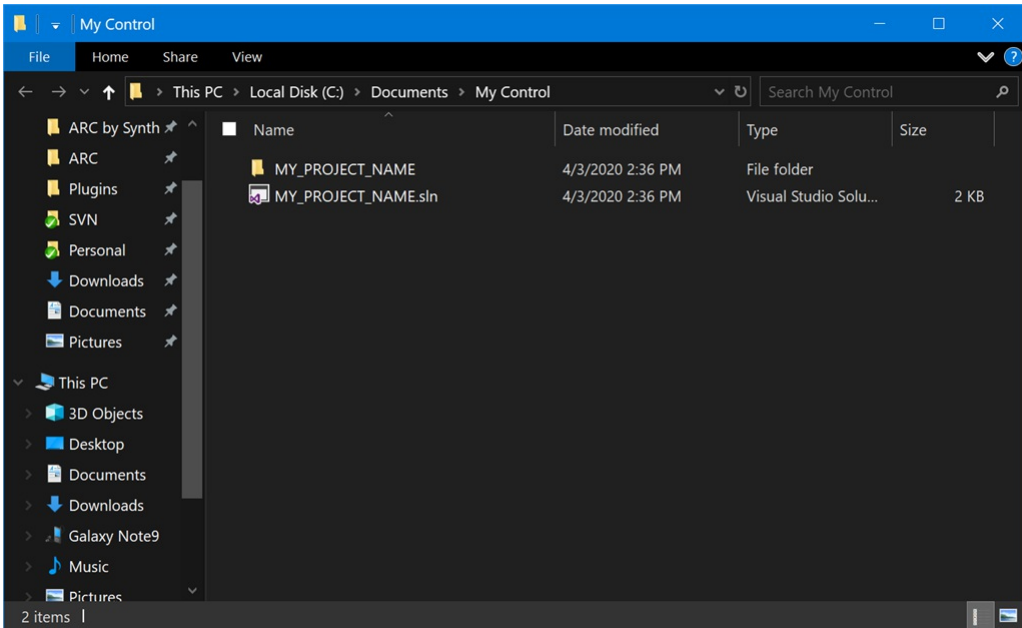 My Control
File Home Share View
This PC > Local Disk (C:) > Documents > My Control
Search My Control
Name Date modified Type Size
MY_PROJECT_NAME 4/3/2020 2:36 PM File folder
MY_PROJECT_NAME.sln 4/3/2020 2:36 PM Visual Studio Solu... 2 KB
ARC by Synth
ARC
Plugins
SVN
Personal
Downloads
Documents
Pictures
This PC
3D Objects
Desktop
Documents
Downloads
Galaxy Note9
Music
Pictures
2 items